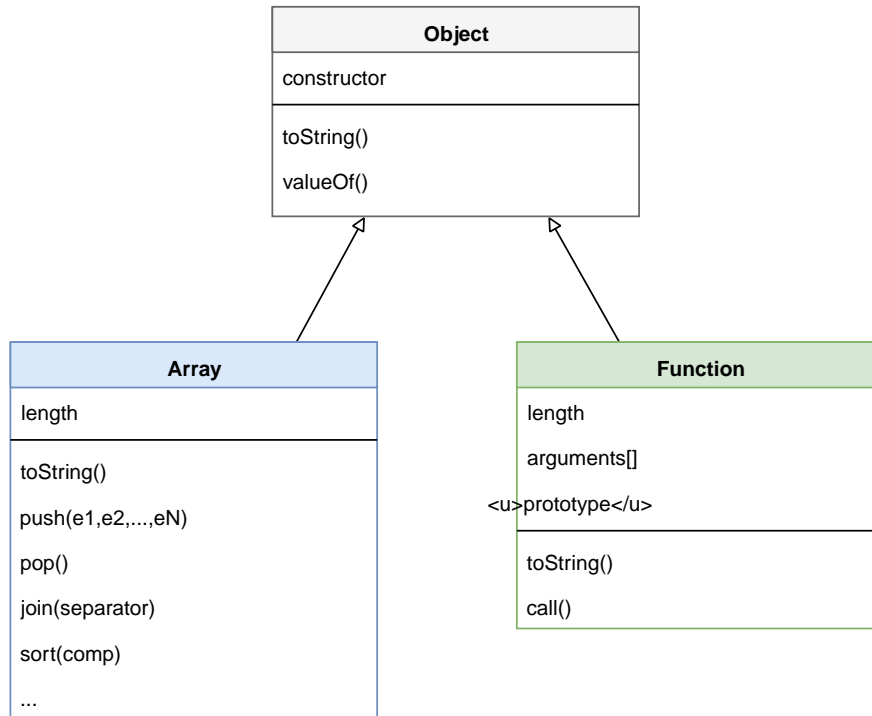 Object
constructor
toString()
valueOf()
Array
length
toString()
push(e1,e2,...,eN)
pop()
join(separator)
sort(comp)
...
Function
length
arguments[]
<u>prototype</u>
toString()
call()